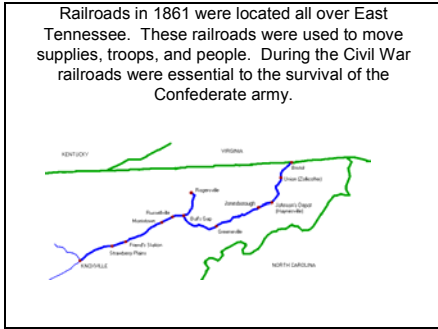 Railroads in 1861 were located all over East
Tennessee. These railroads were used to move
supplies, troops, and people. During the Civil War
railroads were essential to the survival of the
Confederate army.
KENTUCKY
VIRGINIA
Bristol
Union (Zollicoffer)
Rogersville
Jonesborough
Johnson's Depot
(Haynesville)
Russellville
Bull's Gap
Morristown
Greeneville
Friend's Station
Strawberry Plains
KNOXVILLE
NORTH CAROLINA